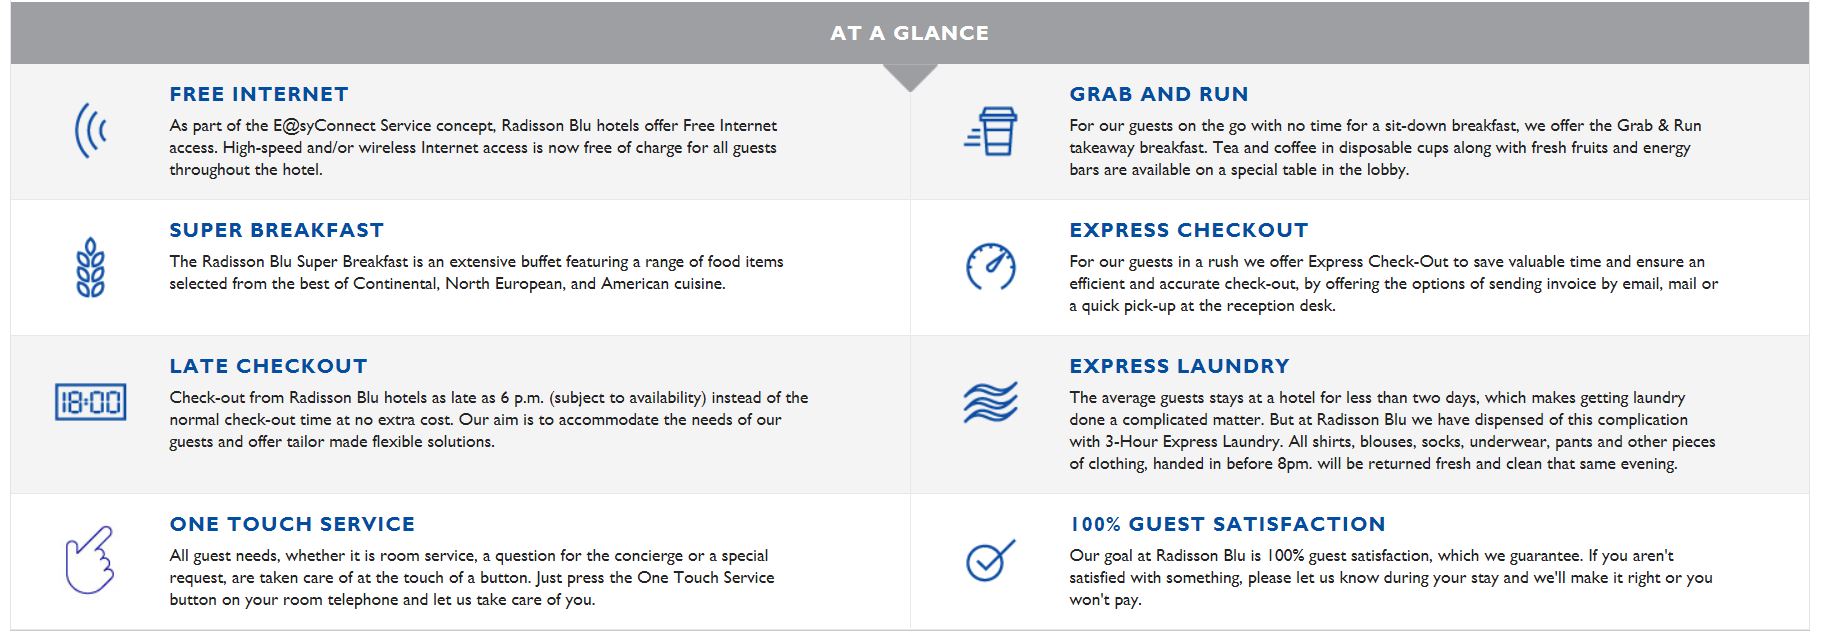 AT A GLANCE
FREE INTERNET
As part of the E@syConnect Service concept, Radisson Blu hotels offer Free Internet
access. High-speed and/or wireless Internet access is now free of charge for all guests
throughout the hotel.
GRAB AND RUN
For our guests on the go with no time for a sit-down breakfast, we offer the Grab & Run
takeaway breakfast. Tea and coffee in disposable cups along with fresh fruits and energy
bars are available on a special table in the lobby.
SUPER BREAKFAST
The Radisson Blu Super Breakfast is an extensive buffet featuring a range of food items
selected from the best of Continental, North European, and American cuisine.
EXPRESS CHECKOUT
For our guests in a rush we offer Express Check-Out to save valuable time and ensure an
efficient and accurate check-out, by offering the options of sending invoice by email, mail or
a quick pick-up at the reception desk.
18:00
LATE CHECKOUT
Check-out from Radisson Blu hotels as late as 6 p.m. (subject to availability) instead of the
normal check-out time at no extra cost. Our aim is to accommodate the needs of our
guests and offer tailor made flexible solutions.
EXPRESS LAUNDRY
The average guests stays at a hotel for less than two days, which makes getting laundry
done a complicated matter. But at Radisson Blu we have dispensed of this complication
with 3-Hour Express Laundry. All shirts, blouses, socks, underwear, pants and other pieces
of clothing, handed in before 8pm. will be returned fresh and clean that same evening.
ONE TOUCH SERVICE
All guest needs, whether it is room service, a question for the concierge or a special
request, are taken care of at the touch of a button. Just press the One Touch Service
button on your room telephone and let us take care of you.
100% GUEST SATISFACTION
Our goal at Radisson Blu is 100% guest satisfaction, which we guarantee. If you aren't
satisfied with something, please let us know during your stay and we'll make it right or you
won't pay.